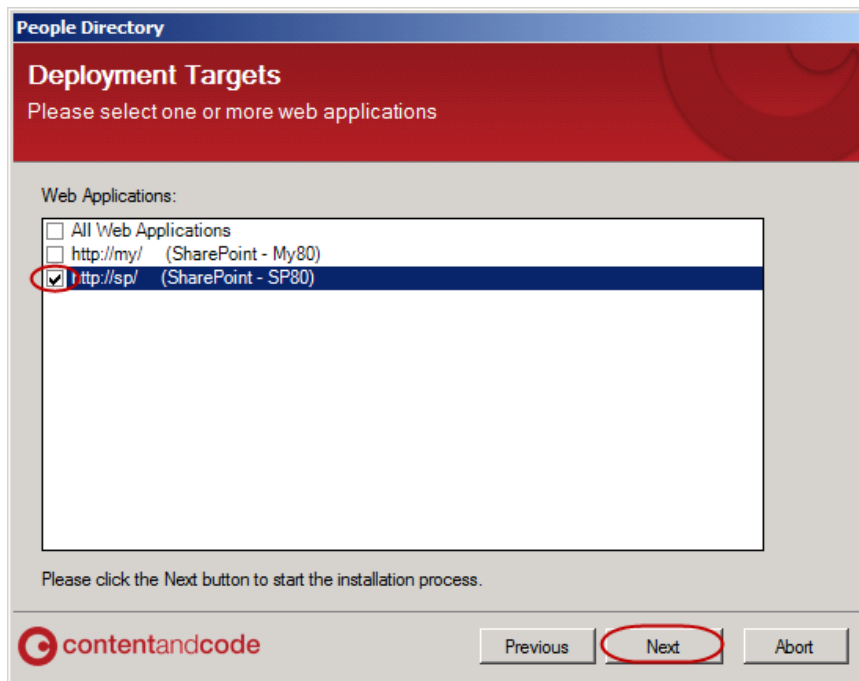 People Directory
Deployment Targets
Please select one or more web applications
Web Applications:
All Web Applications
http://my/ (SharePoint - My80)
http://sp/ (SharePoint - SP80)
Please click the Next button to start the installation process.
contentandcode
Previous Next Abort